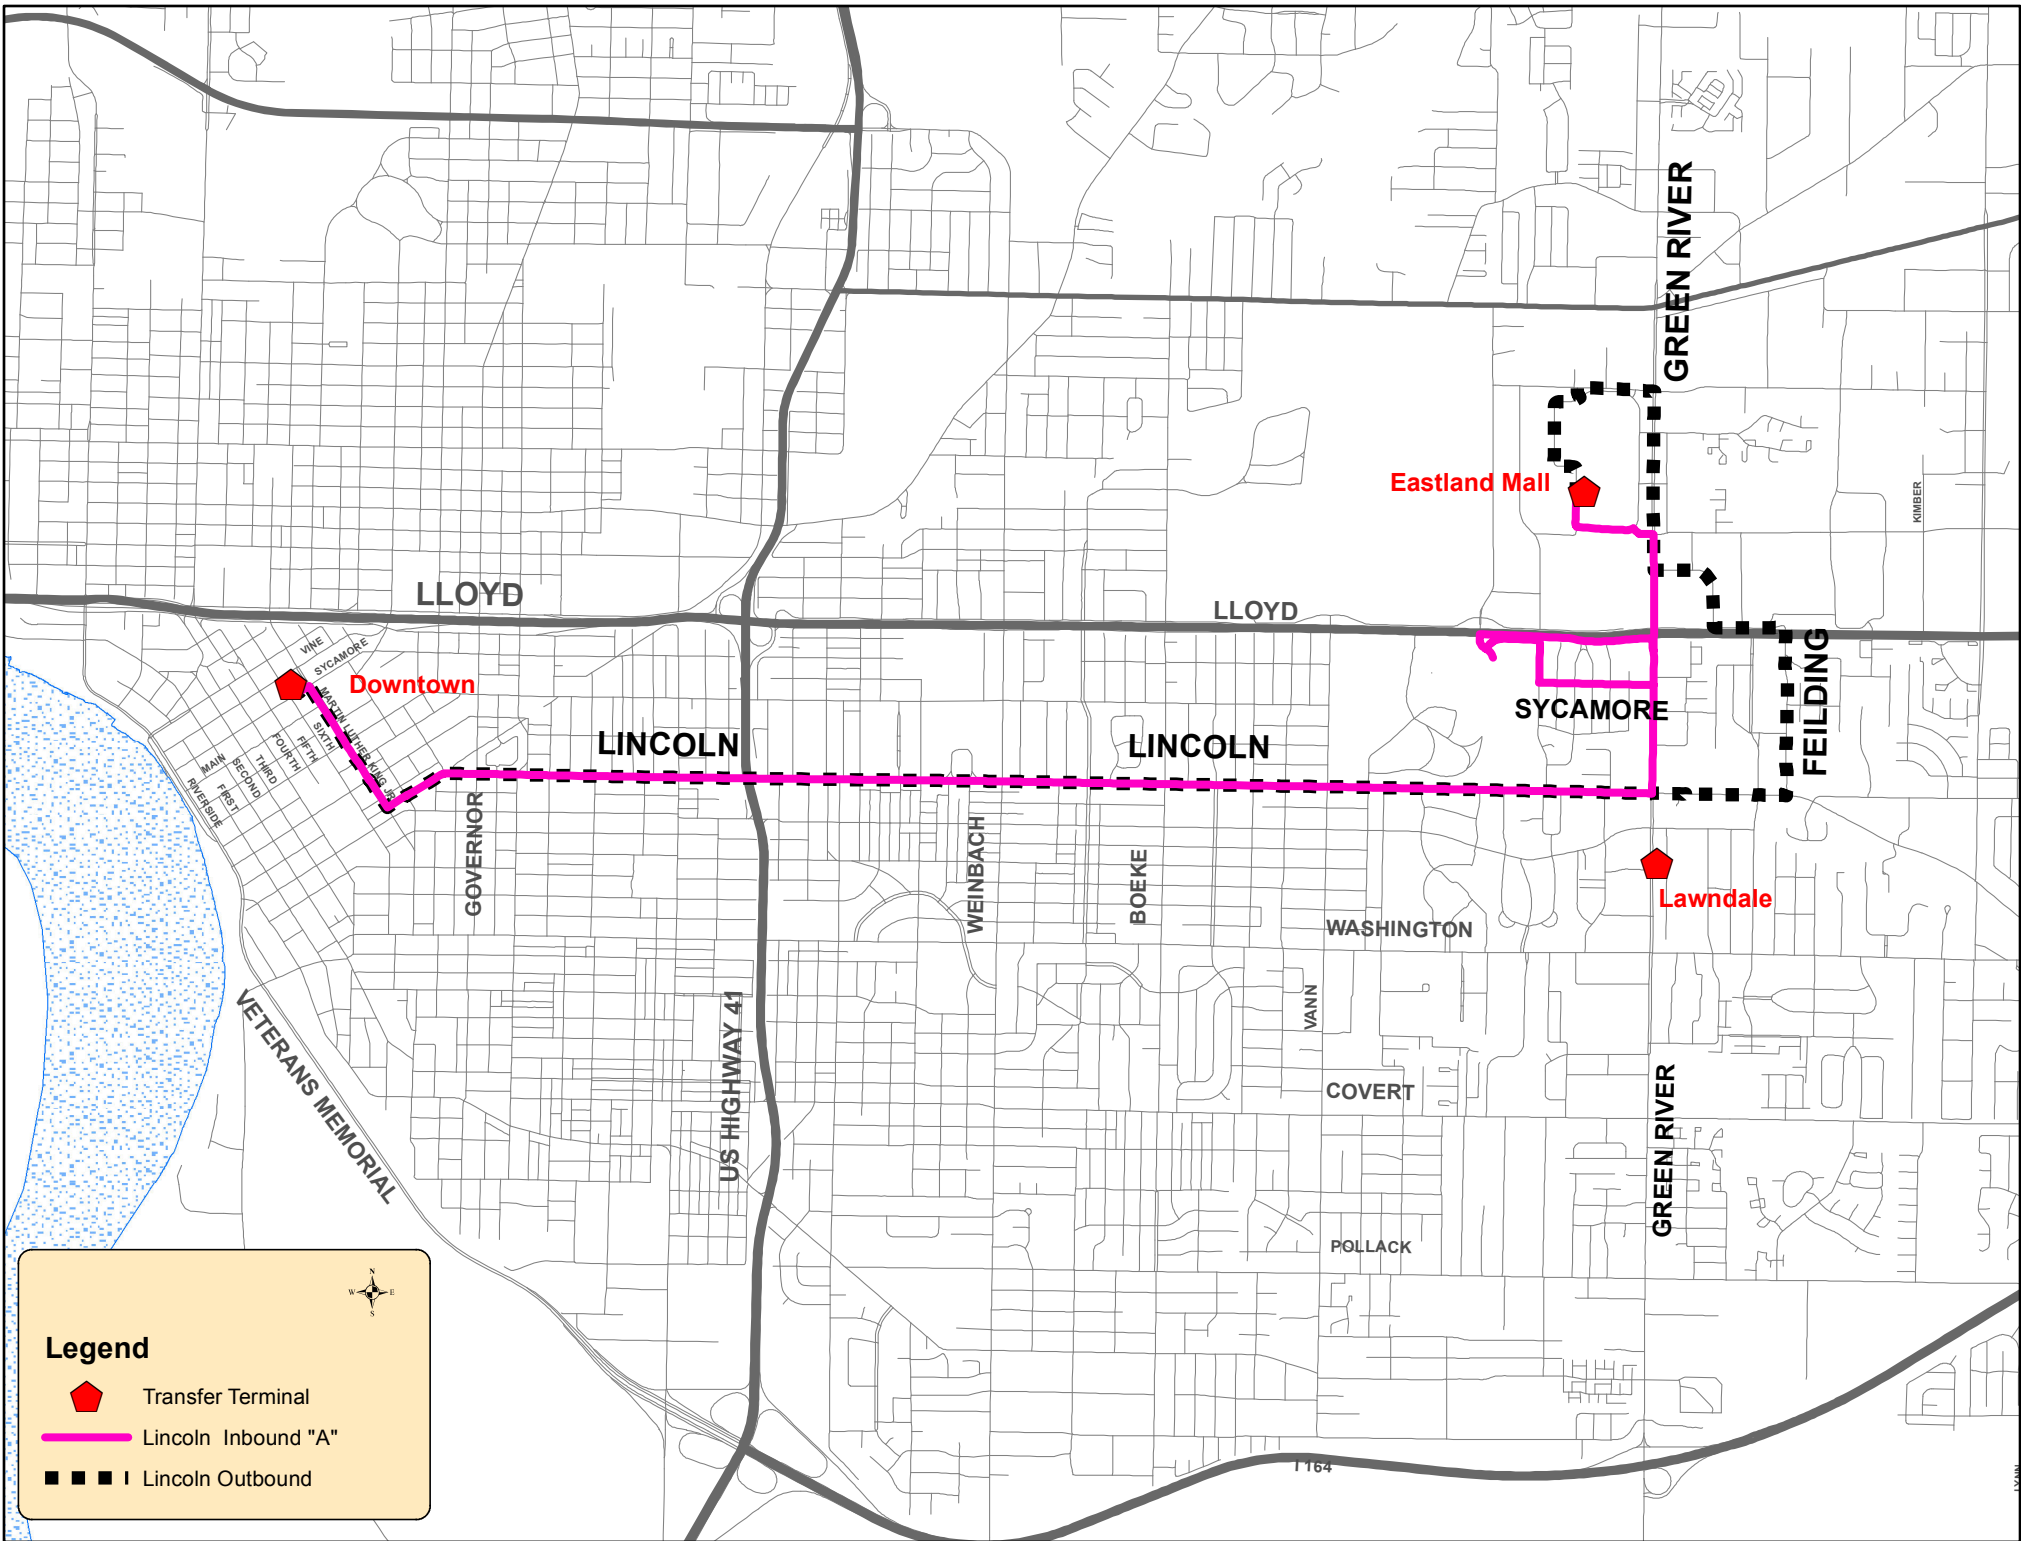 GREEN RIVER
Eastland Mall
KIMBER
LLOYD
LLOYD
VINE
SYCAMORE
FEILDING
Downtown
MARTIN LUTHER KING JR
SYCAMORE
SIXTH
FIFTH
FOURTH
THIRD
SECOND
FIRST
MAIN
RIVERSIDE
LINCOLN
LINCOLN
GOVERNOR
WEINBACH
BOEKE
Lawndale
WASHINGTON
VANN
VETERANS MEMORIAL
US HIGHWAY 41
COVERT
GREEN RIVER
POLLACK
I 164
N
W E
S
Legend
Transfer Terminal
Lincoln Inbound "A"
Lincoln Outbound